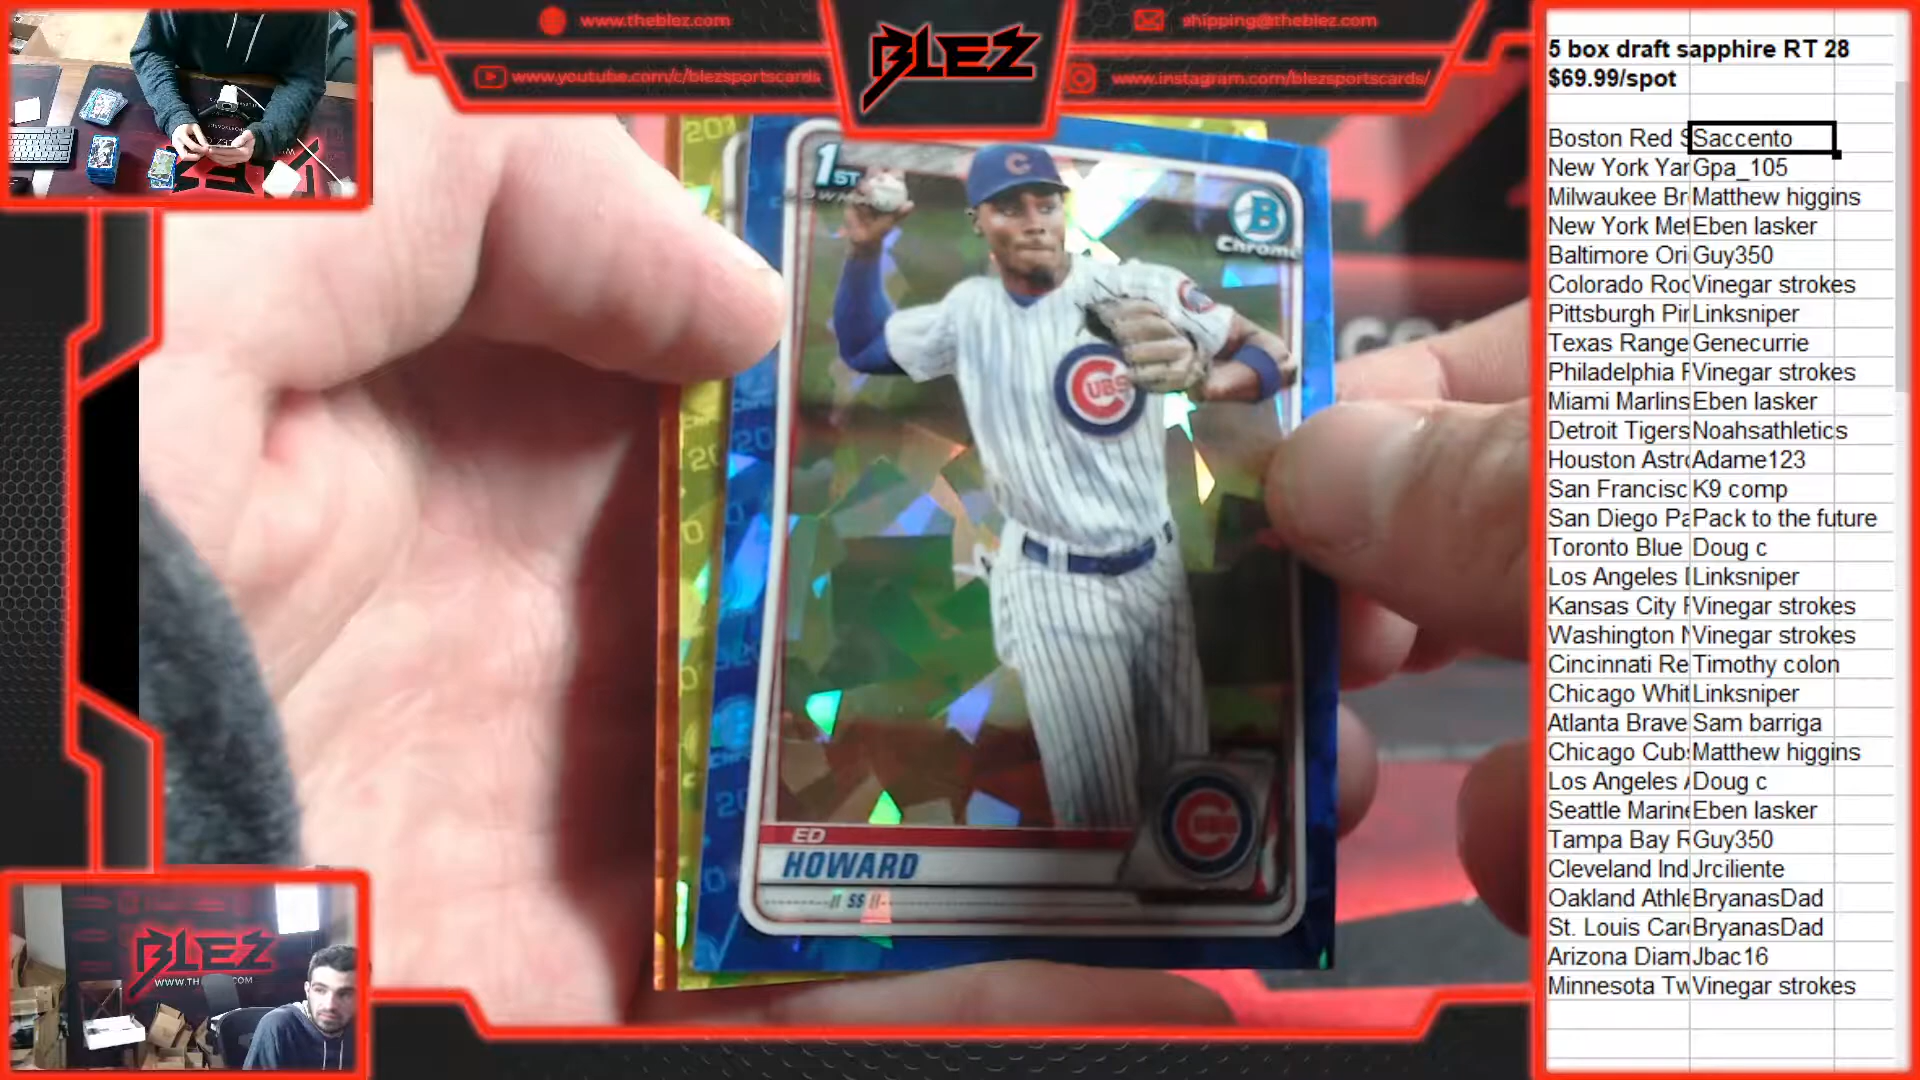 www.theblez.com
BLEZ
shipping@theblez.com
www.youtube.com/c/blezsportscards
www.instagram.com/blezsportscards/
5 box draft sapphire RT 28
$69.99/spot
Boston Red S Saccento
New York Yan Gpa_105
Milwaukee Br Matthew higgins
New York Met Eben lasker
Baltimore Ori Guy350
Colorado Roc Vinegar strokes
Pittsburgh Pir Linksniper
Texas Range Genecurrie
Philadelphia P Vinegar strokes
Miami Marlins Eben lasker
Detroit Tigers Noahsathletics
Houston Astro Adame123
San Francisc K9 comp
San Diego Pa Pack to the future
Toronto Blue Doug c
Los Angeles D Linksniper
Kansas City R Vinegar strokes
Washington N Vinegar strokes
Cincinnati Re Timothy colon
Chicago Whit Linksniper
Atlanta Brave Sam barriga
Chicago Cubs Matthew higgins
Los Angeles A Doug c
Seattle Marine Eben lasker
Tampa Bay R Guy350
Cleveland Ind Jrciliente
Oakland Athle BryanasDad
St. Louis Card BryanasDad
Arizona Diam Jbac16
Minnesota Tw Vinegar strokes
1ST
BOWMAN
B
Chrome
C
CUBS
ED
HOWARD
SS
BLEZ